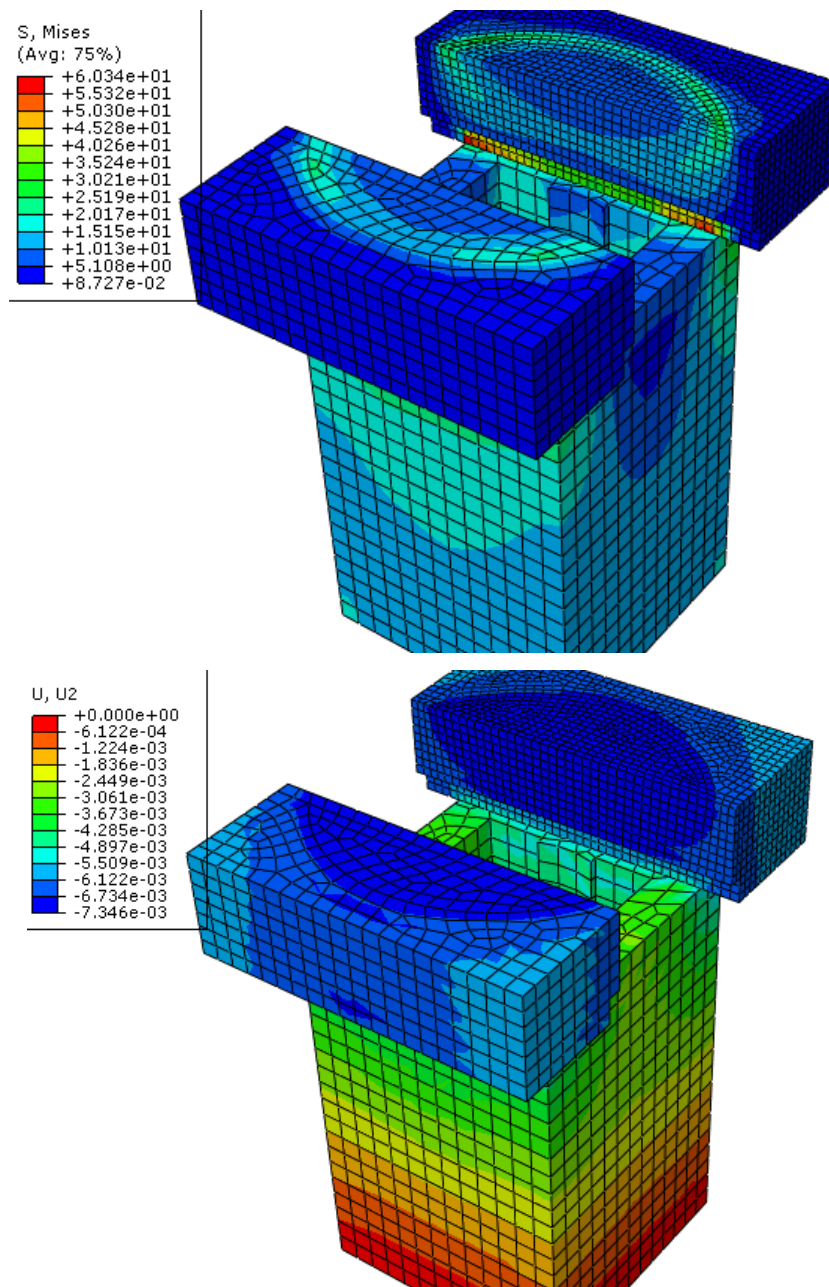 S, Mises
(Avg: 75%)
+6.034e+01
+5.532e+01
+5.030e+01
+4.528e+01
+4.026e+01
+3.524e+01
+3.021e+01
+2.519e+01
+2.017e+01
+1.515e+01
+1.013e+01
+5.108e+00
+8.727e-02
U, U2
+0.000e+00
-6.122e-04
-1.224e-03
-1.836e-03
-2.449e-03
-3.061e-03
-3.673e-03
-4.285e-03
-4.897e-03
-5.509e-03
-6.122e-03
-6.734e-03
-7.346e-03